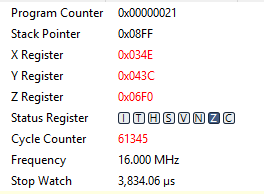 Program Counter 0x00000021
Stack Pointer 0x08FF
X Register 0x034E
Y Register 0x043C
Z Register 0x06F0
Status Register I T H S V N Z C
Cycle Counter 61345
Frequency 16.000 MHz
Stop Watch 3,834.06 µs